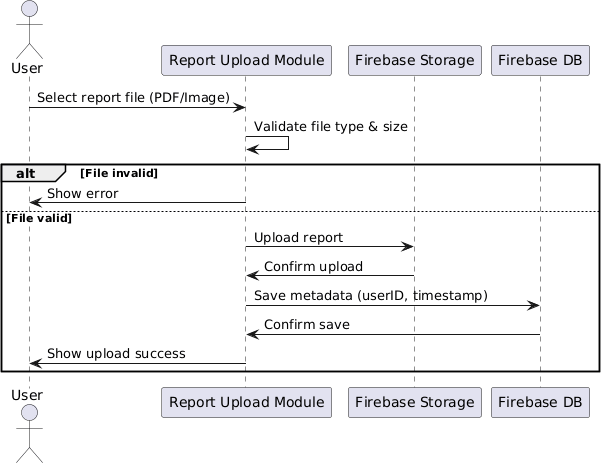 User
Report Upload Module
Firebase Storage
Firebase DB
Select report file (PDF/Image)
Validate file type & size
alt
[File invalid]
Show error
[File valid]
Upload report
Confirm upload
Save metadata (userID, timestamp)
Confirm save
Show upload success
User
Report Upload Module
Firebase Storage
Firebase DB